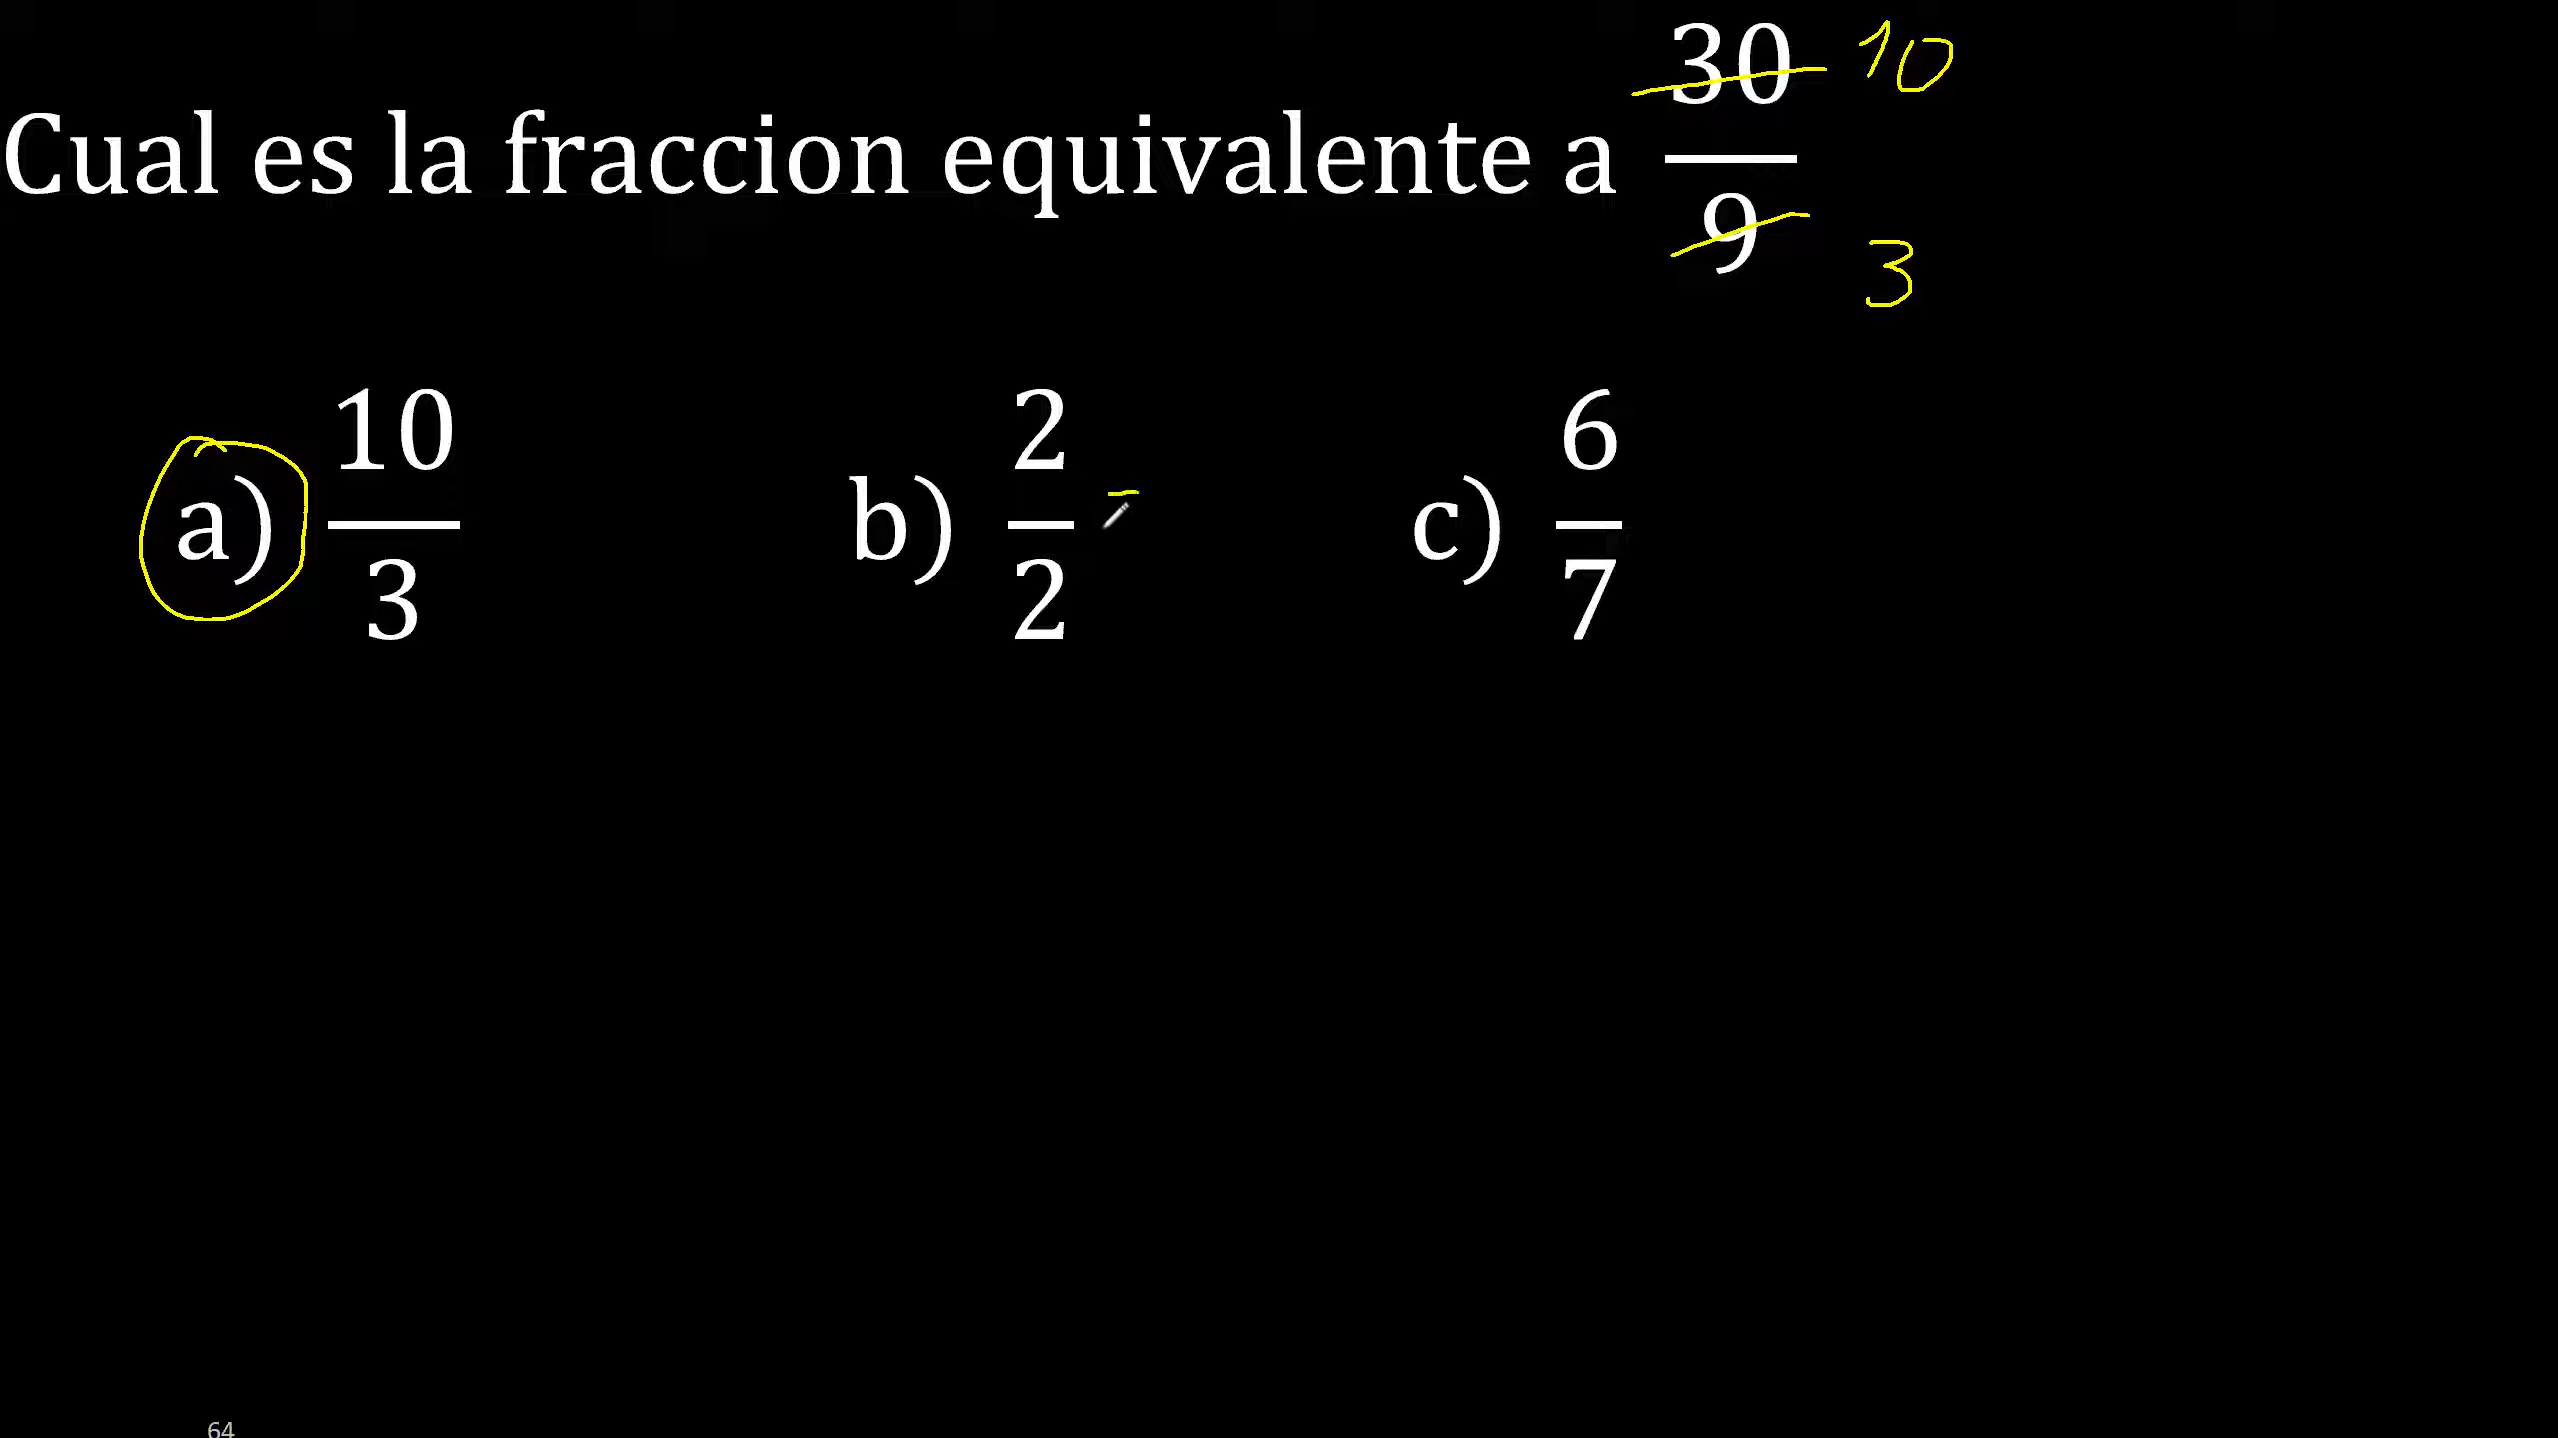 Cual es la fraccion equivalente a 30/9 10 3
a) 10/3 b) 2/2 c) 6/7
64